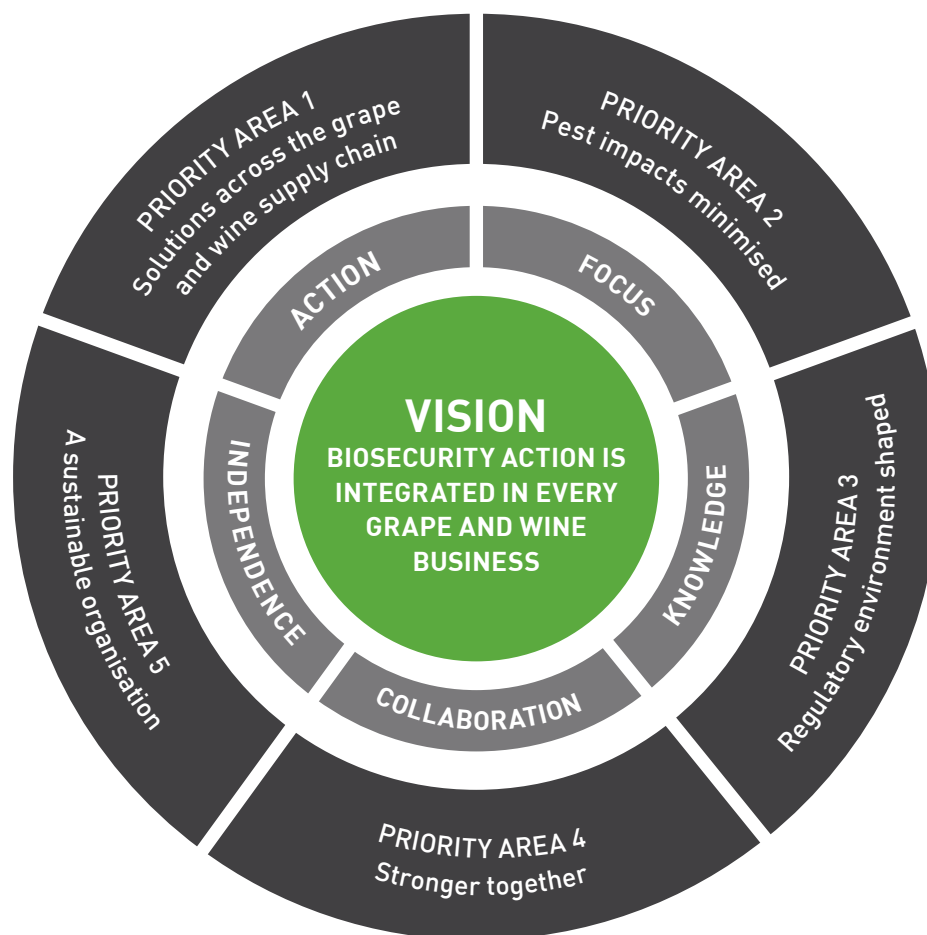 PRIORITY AREA 1
Solutions across the grape
and wine supply chain
PRIORITY AREA 2
Pest impacts minimised
PRIORITY AREA 3
Regulatory environment shaped
PRIORITY AREA 4
Stronger together
PRIORITY AREA 5
A sustainable organisation
ACTION
FOCUS
KNOWLEDGE
COLLABORATION
INDEPENDENCE
VISION
BIOSECURITY ACTION IS
INTEGRATED IN EVERY
GRAPE AND WINE
BUSINESS